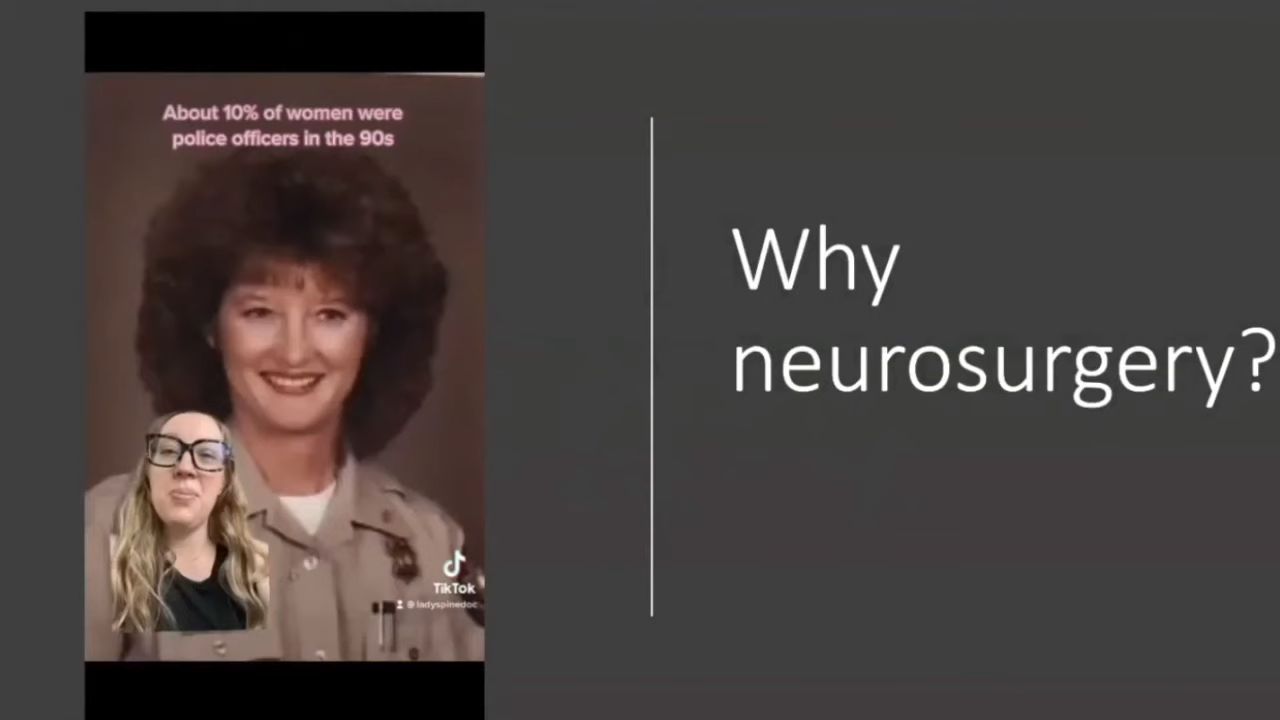 About 10% of women were
police officers in the 90s
Why
neurosurgery?
TikTok
@ladyspinedoc